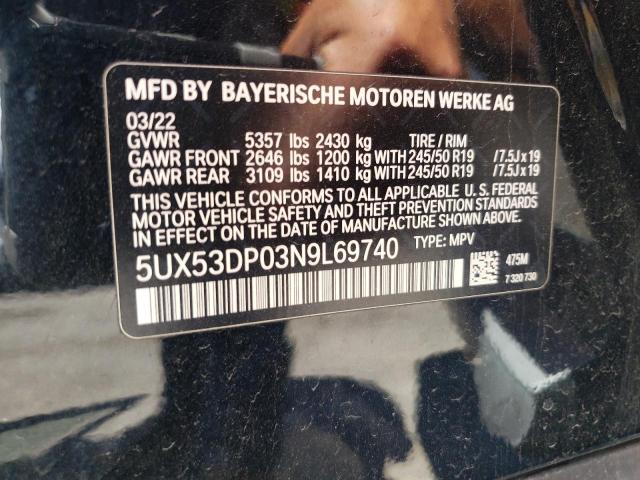 MFD BY BAYERISCHE MOTOREN WERKE AG
03/22
GVWR 5357 lbs 2430 kg TIRE / RIM
GAWR FRONT 2646 lbs 1200 kg WITH 245/50 R19 /7.5J x 19
GAWR REAR 3109 lbs 1410 kg WITH 245/50 R19 /7.5J x 19
THIS VEHICLE CONFORMS TO ALL APPLICABLE U. S. FEDERAL
MOTOR VEHICLE SAFETY AND THEFT PREVENTION STANDARDS
IN EFFECT ON THE DATE OF MANUFACTURE SHOWN ABOVE.
5UX53DP03N9L69740 TYPE: MPV
475M
7 320 730